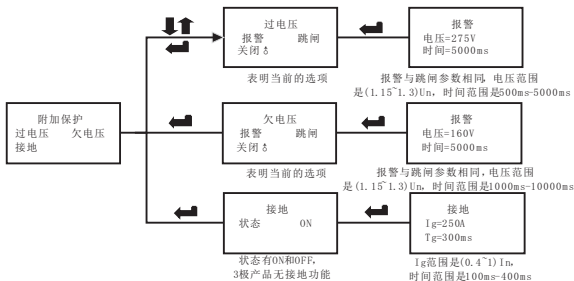 附加保护
过电压 欠电压
接地
过电压
报警 跳闸
关闭
表明当前的选项
报警
电压=275V
时间=5000ms
报警与跳闸参数相同, 电压范围
是(1.15~1.3)Un, 时间范围是500ms-5000ms
欠电压
报警 跳闸
关闭
表明当前的选项
报警
电压=160V
时间=5000ms
报警与跳闸参数相同, 电压范围
是(1.15~1.3)Un, 时间范围是1000ms-10000ms
接地
状态 ON
状态有ON和OFF,
3极产品无接地功能
接地
Ig=250A
Tg=300ms
Ig范围是(0.4~1)In,
时间范围是100ms-400ms